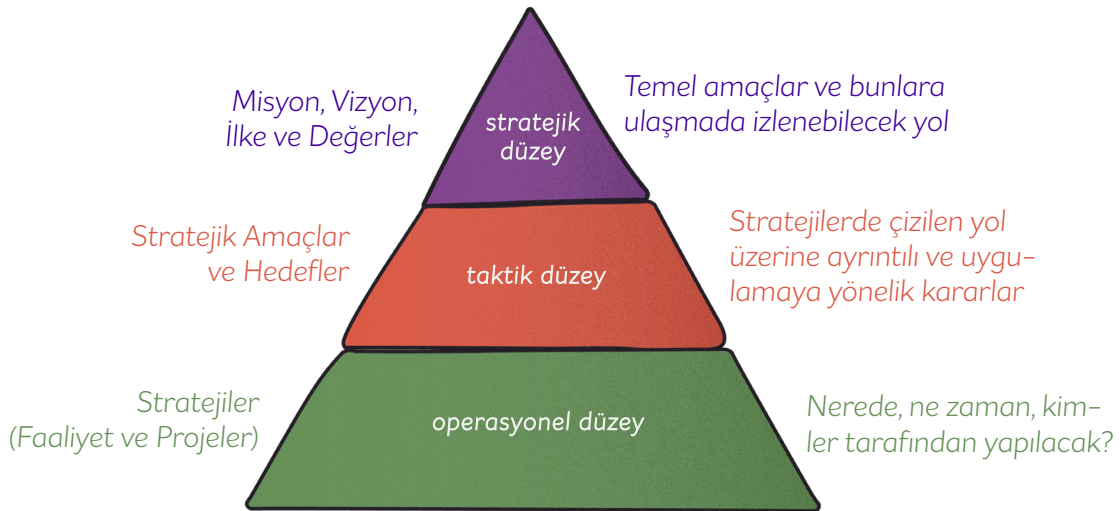 Misyon, Vizyon,
İlke ve Değerler
stratejik
düzey
Temel amaçlar ve bunlara
ulaşmada izlenebilecek yol
Stratejik Amaçlar
ve Hedefler
taktik düzey
Stratejilerde çizilen yol
üzerine ayrıntılı ve uygu-
lamaya yönelik kararlar
Stratejiler
(Faaliyet ve Projeler)
operasyonel düzey
Nerede, ne zaman, kim-
ler tarafından yapılacak?